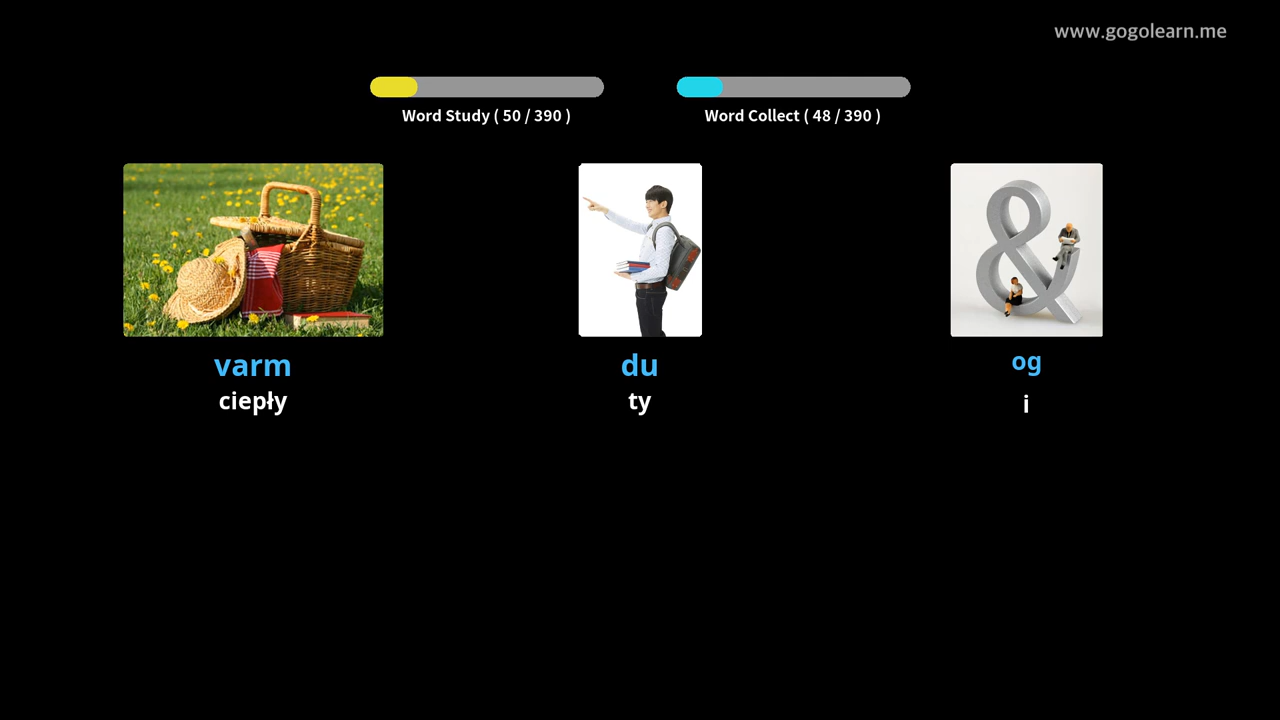 www.gogolearn.me
Word Study ( 50 / 390 )
Word Collect ( 48 / 390 )
varm
ciepły
du
ty
og
i